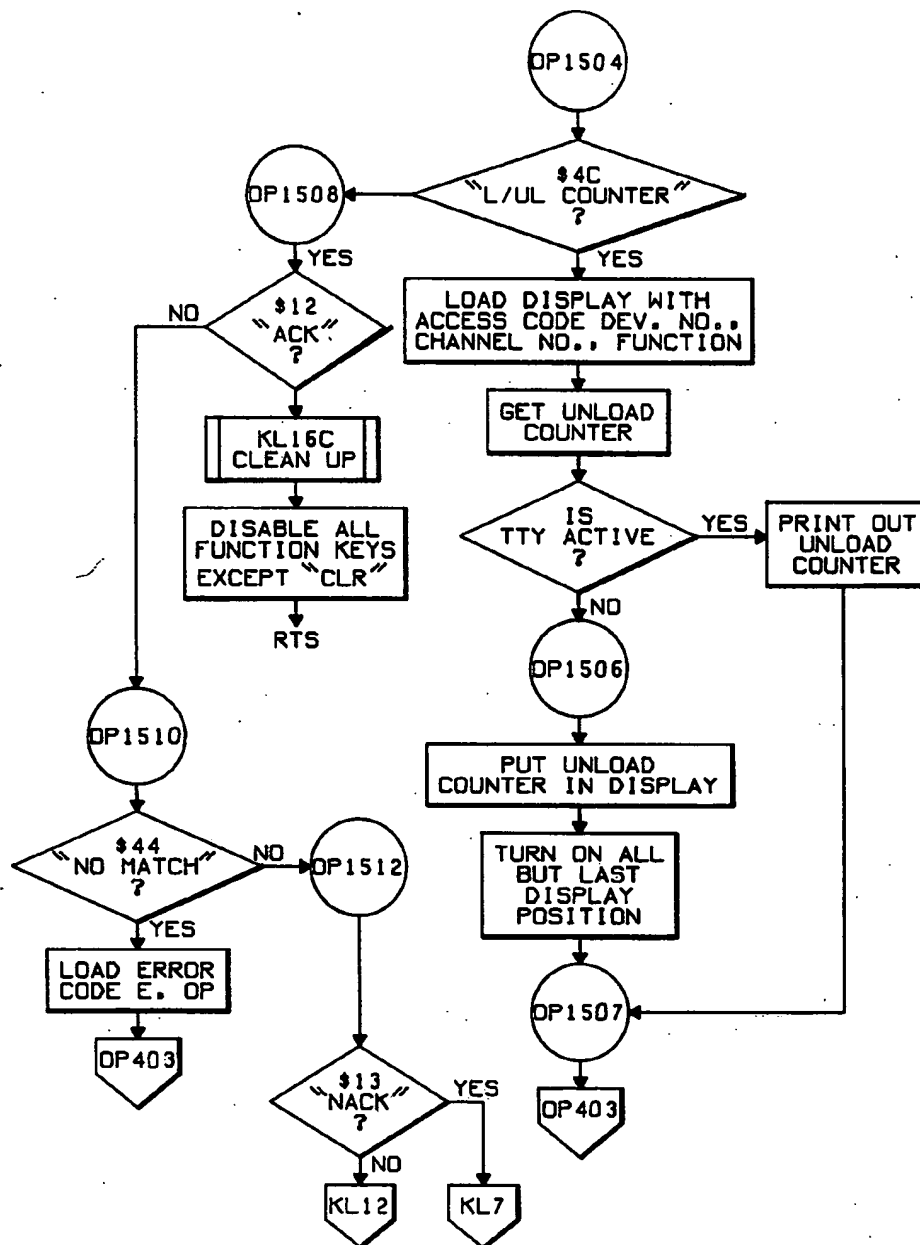 OP1504
$4C
"L/UL COUNTER"
?
OP1508
YES
YES
$12
"ACK"
?
NO
LOAD DISPLAY WITH
ACCESS CODE DEV. NO.,
CHANNEL NO., FUNCTION
GET UNLOAD
COUNTER
KL16C
CLEAN UP
IS
TTY ACTIVE
?
YES
PRINT OUT
UNLOAD
COUNTER
DISABLE ALL
FUNCTION KEYS
EXCEPT "CLR"
NO
RTS
OP1506
OP1510
PUT UNLOAD
COUNTER IN DISPLAY
$44
"NO MATCH"
?
NO
OP1512
TURN ON ALL
BUT LAST
DISPLAY
POSITION
YES
LOAD ERROR
CODE E. OP
OP1507
OP403
$13
"NACK"
?
YES
OP403
NO
KL12
KL7